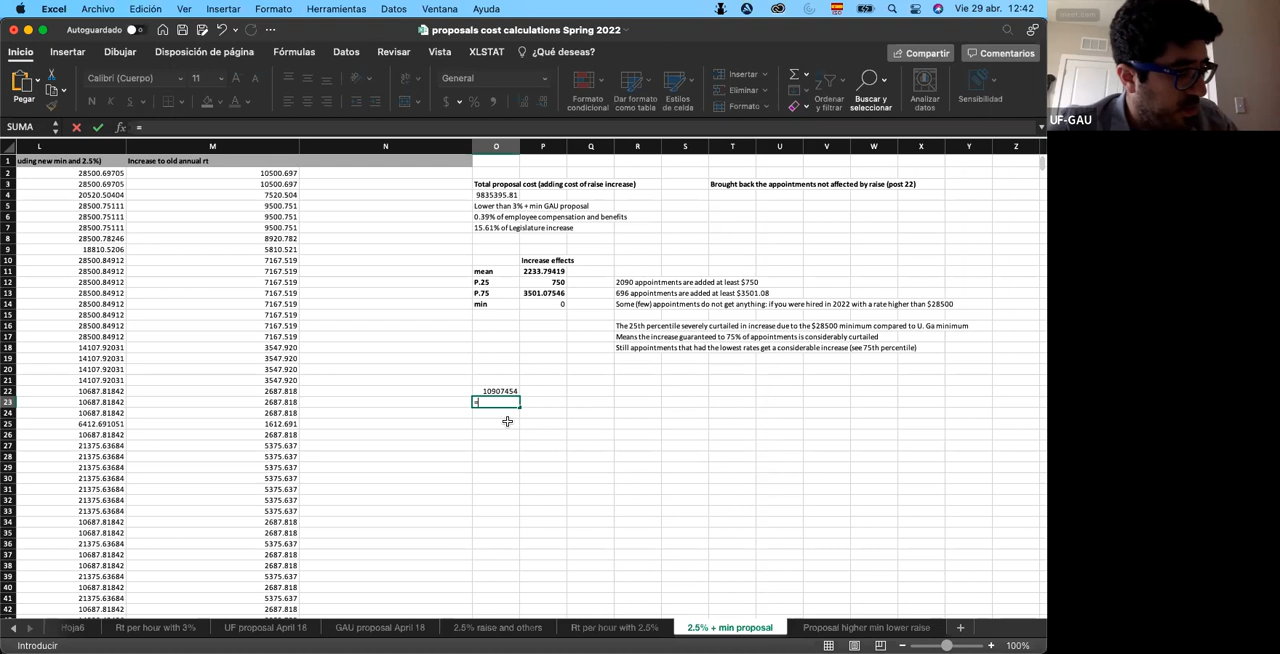 Excel Archivo Edición Ver Insertar Formato Herramientas Datos Ventana Ayuda ISO Vie 29 abr. 12:42
Autoguardado proposals cost calculations Spring 2022
Inicio Insertar Dibujar Disposición de página Fórmulas Datos Revisar Vista XLSTAT ¿Qué deseas? Compartir Comentarios
Pegar Calibri (Cuerpo) 11 General Formato condicional Dar formato como tabla Estilos de celda Insertar Eliminar Formato Ordenar y filtrar Buscar y seleccionar Analizar datos Sensibilidad
UF-GAU
SUMA fx =
L M N O P Q R S T U V W X Y Z
1 uding new min and 2.5%) Increase to old annual rt
2 28500.69705 10500.697
3 28500.69705 10500.697 Total proposal cost (adding cost of raise increase) Brought back the appointments not affected by raise (post 22)
4 20520.50404 7520.504 9835395.81
5 28500.75111 9500.751 Lower than 3% + min GAU proposal
6 28500.75111 9500.751 0.39% of employee compensation and benefits
7 28500.75111 9500.751 15.61% of Legislature increase
8 28500.78246 8920.782
9 18810.5206 5810.521
10 28500.84912 7167.519 Increase effects
11 28500.84912 7167.519 mean 2233.79419
12 28500.84912 7167.519 P.25 750 2090 appointments are added at least $750
13 28500.84912 7167.519 P.75 3501.07546 696 appointments are added at least $3501.08
14 28500.84912 7167.519 min 0 Some (few) appointments do not get anything: if you were hired in 2022 with a rate higher than $28500
15 28500.84912 7167.519
16 28500.84912 7167.519 The 25th percentile severely curtailed in increase due to the $28500 minimum compared to U. Ga minimum
17 28500.84912 7167.519 Means the increase guaranteed to 75% of appointments is considerably curtailed
18 14107.92031 3547.920 Still appointments that had the lowest rates get a considerable increase (see 75th percentile)
19 14107.92031 3547.920
20 14107.92031 3547.920
21 14107.92031 3547.920
22 10687.81842 2687.818 10907454
23 10687.81842 2687.818 =
24 10687.81842 2687.818
25 6412.691051 1612.691
26 10687.81842 2687.818
27 21375.63684 5375.637
28 21375.63684 5375.637
29 21375.63684 5375.637
30 21375.63684 5375.637
31 21375.63684 5375.637
32 21375.63684 5375.637
33 21375.63684 5375.637
34 10687.81842 2687.818
35 10687.81842 2687.818
36 21375.63684 5375.637
37 10687.81842 2687.818
38 10687.81842 2687.818
39 21375.63684 5375.637
40 10687.81842 2687.818
41 21375.63684 5375.637
42 10687.81842 2687.818
Hoja6 Rt per hour with 3% UF proposal April 18 GAU proposal April 18 2.5% raise and others Rt per hour with 2.5% 2.5% + min proposal Proposal higher min lower raise +
Introducir 100%